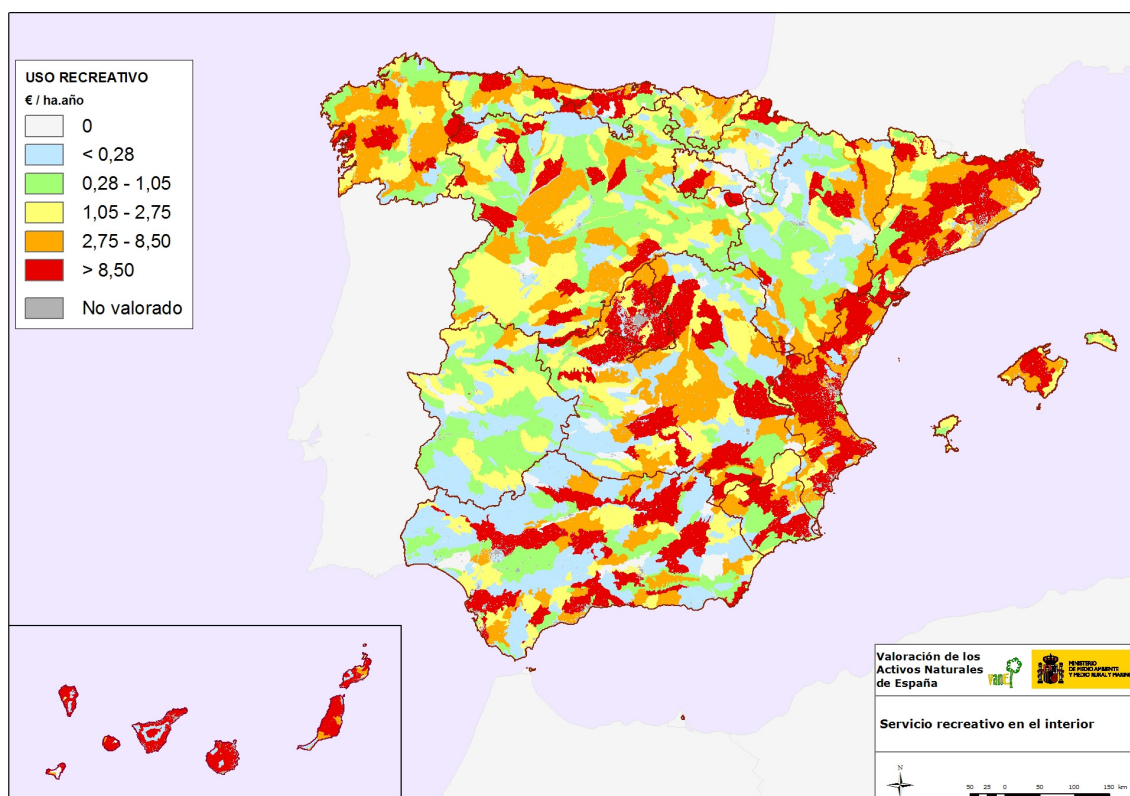 USO RECREATIVO
€ / ha.año
0
< 0,28
0,28 - 1,05
1,05 - 2,75
2,75 - 8,50
> 8,50
No valorado
Valoración de los
Activos Naturales
de España
VANE
MINISTERIO
DE MEDIO AMBIENTE
Y MEDIO RURAL Y MARINO
Servicio recreativo en el interior
N
50 25 0 50 100 150 km